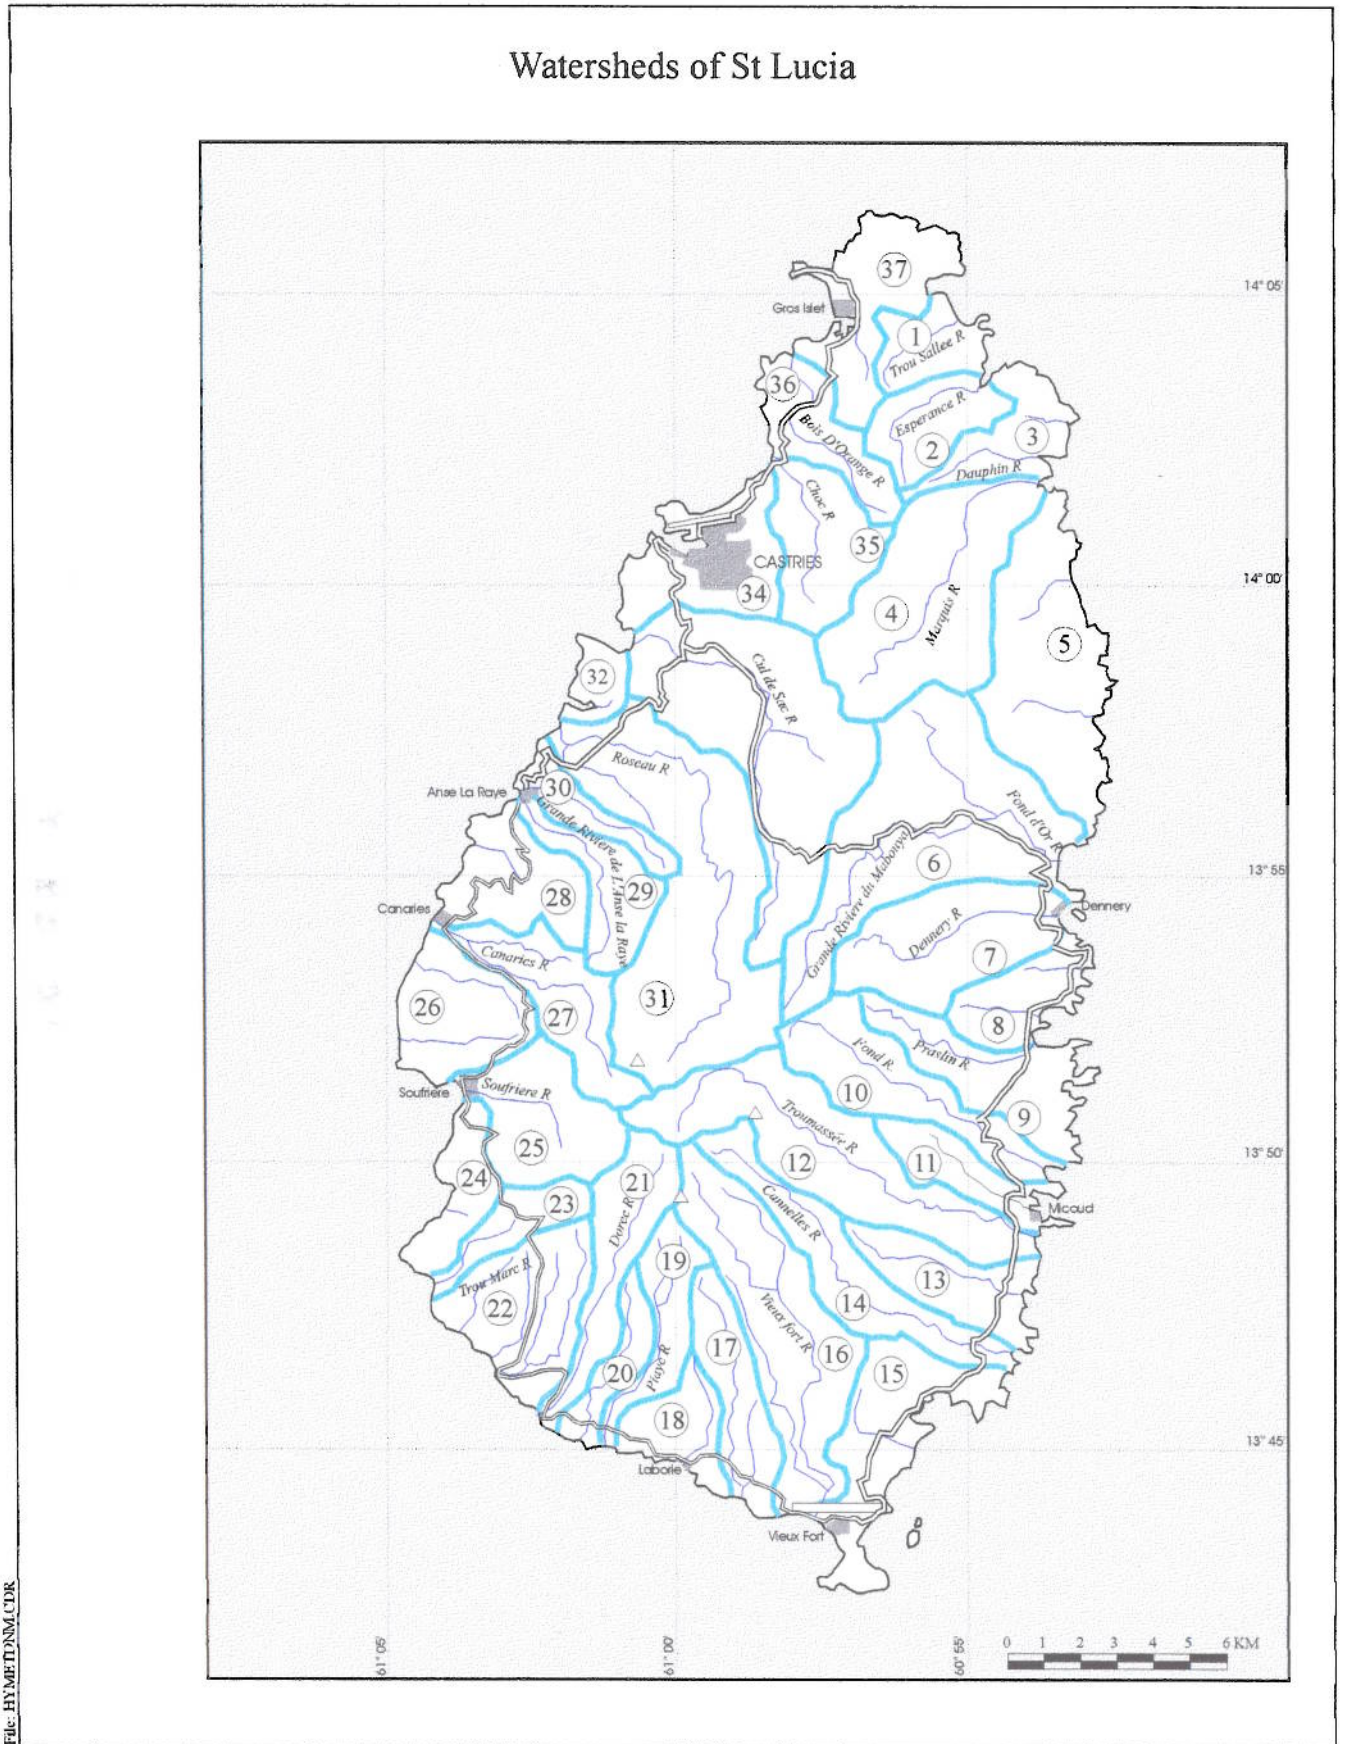 Watersheds of St Lucia
37
14° 05'
Gros Islet
1
Trou Sallee R
36
Esperance R
Bois D'Orange R
2
3
Dauphin R
Choc R
35
CASTRIES
14° 00'
34
4
Marquis R
5
32
Cul de Sac R
Roseau R
Anse La Raye
30
Grande Riviere de L'Anse la Raye
Fond d'Or R
6
Grande Riviere du Mabouya
13° 55'
28
29
Canaries
Dennery
Dennery R
Canaries R
7
26
31
27
8
Fond R
Praslin R
Soufriere
Soufriere R
10
9
Troumassée R
25
12
11
13° 50'
24
21
23
Cannelles R
Micoud
Doree R
19
Trou Marc R
13
22
14
Vieux fort R
17
16
20
Piaye R
15
18
13° 45'
Laborie
Vieux Fort
61° 05'
61° 00'
60° 55'
0 1 2 3 4 5 6 KM
File: HYMETDNM.CDR